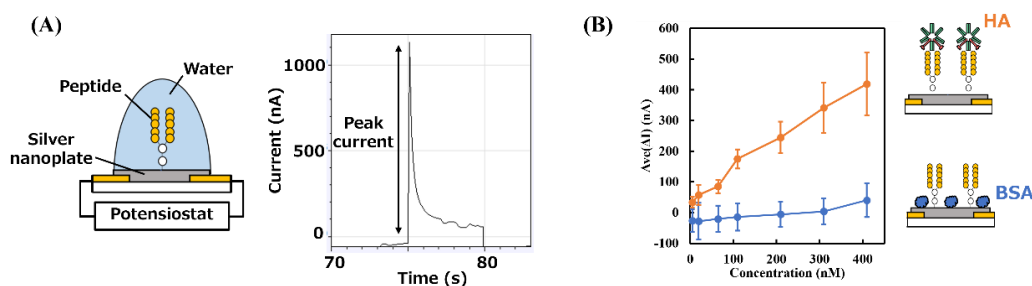 (A)
Water
Peptide
Silver
nanoplate
Potensiostat
Current (nA)
1000
500
0
Peak
current
70
80
Time (s)
(B)
Ave(ΔI) (nA)
600
500
400
300
200
100
0
-100
0
100
200
300
400
500
Concentration (nM)
HA
BSA